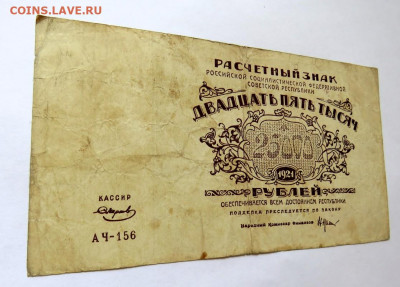 COINS.LAVE.RU
РАСЧЕТНЫЙ ЗНАК
РОССИЙСКОЙ СОЦИАЛИСТИЧЕСКОЙ ФЕДЕРАТИВНОЙ
СОВЕТСКОЙ РЕСПУБЛИКИ
ДВАДЦАТЬ ПЯТЬ ТЫСЯЧ
25000
1921
РУБЛЕЙ
ОБЕСПЕЧИВАЕТСЯ ВСЕМ ДОСТОЯНИЕМ РЕСПУБЛИКИ
ПОДДЕЛКА ПРЕСЛЕДУЕТСЯ ПО ЗАКОНУ
Народный Комиссар Финансов
КАССИР
АЧ-156